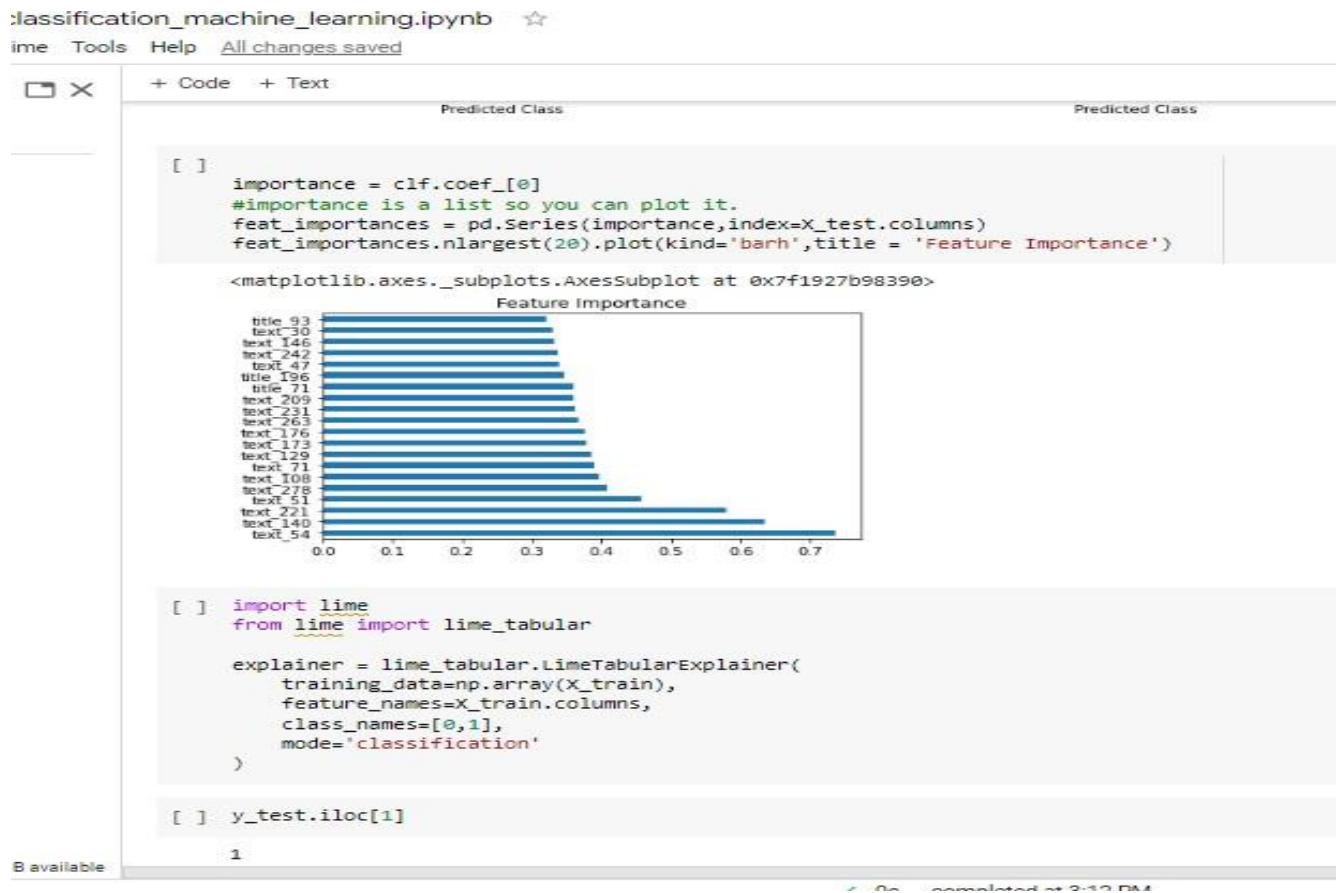 classification_machine_learning.ipynb
ime Tools Help All changes saved
+ Code + Text
Predicted Class Predicted Class
[ ]
importance = clf.coef_[0]
#importance is a list so you can plot it.
feat_importances = pd.Series(importance,index=X_test.columns)
feat_importances.nlargest(20).plot(kind='barh',title = 'Feature Importance')
<matplotlib.axes._subplots.AxesSubplot at 0x7f1927b98390>
Feature Importance
title_93
text_30
text_146
text_242
text_47
title_196
title_71
text_209
text_231
text_263
text_176
text_173
text_129
text_71
text_108
text_278
text_51
text_221
text_140
text_54
0.0 0.1 0.2 0.3 0.4 0.5 0.6 0.7
[ ] import lime
from lime import lime_tabular
explainer = lime_tabular.LimeTabularExplainer(
training_data=np.array(X_train),
feature_names=X_train.columns,
class_names=[0,1],
mode='classification'
)
[ ] y_test.iloc[1]
1
B available
completed at 3:12 PM